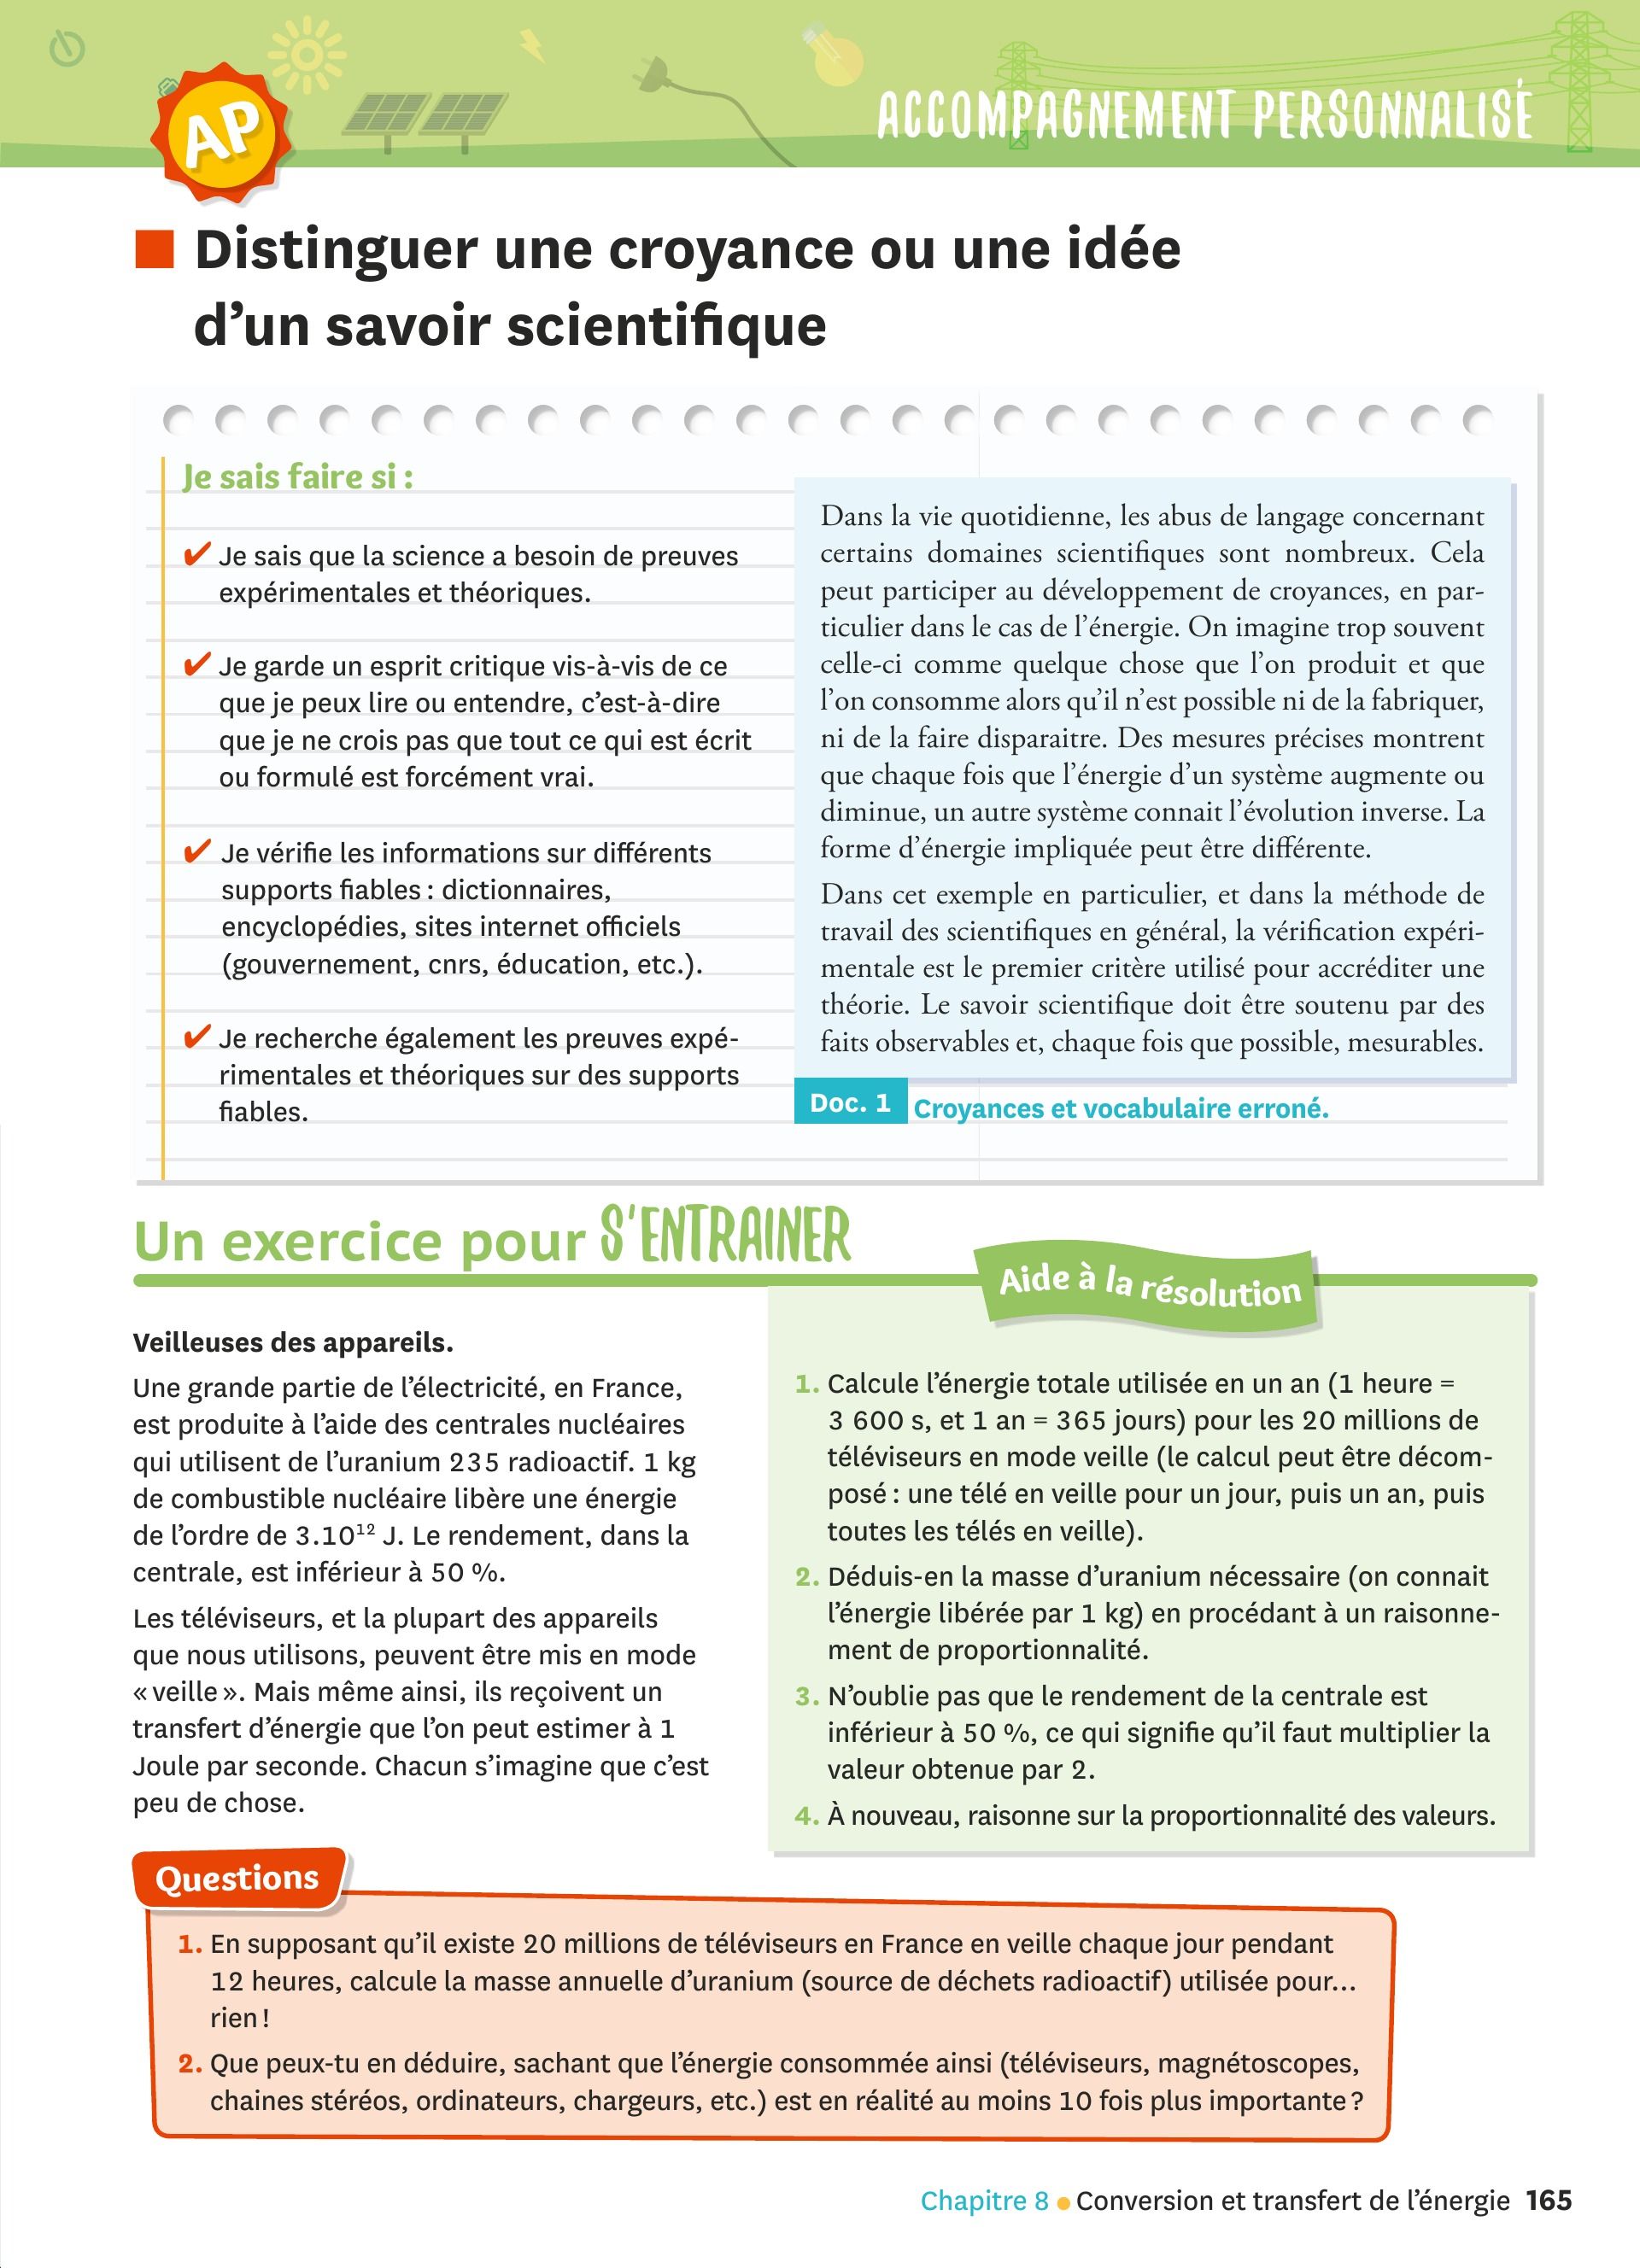 ACCOMPAGNEMENT PERSONNALISÉ
AP
Distinguer une croyance ou une idée
d’un savoir scientifique
Je sais faire si :
✔ Je sais que la science a besoin de preuves
expérimentales et théoriques.
✔ Je garde un esprit critique vis-à-vis de ce
que je peux lire ou entendre, c’est-à-dire
que je ne crois pas que tout ce qui est écrit
ou formulé est forcément vrai.
✔ Je vérifie les informations sur différents
supports fiables : dictionnaires,
encyclopédies, sites internet officiels
(gouvernement, cnrs, éducation, etc.).
✔ Je recherche également les preuves expé-
rimentales et théoriques sur des supports
fiables.
Dans la vie quotidienne, les abus de langage concernant
certains domaines scientifiques sont nombreux. Cela
peut participer au développement de croyances, en par-
ticulier dans le cas de l’énergie. On imagine trop souvent
celle-ci comme quelque chose que l’on produit et que
l’on consomme alors qu’il n’est possible ni de la fabriquer,
ni de la faire disparaitre. Des mesures précises montrent
que chaque fois que l’énergie d’un système augmente ou
diminue, un autre système connait l’évolution inverse. La
forme d’énergie impliquée peut être différente.
Dans cet exemple en particulier, et dans la méthode de
travail des scientifiques en général, la vérification expéri-
mentale est le premier critère utilisé pour accréditer une
théorie. Le savoir scientifique doit être soutenu par des
faits observables et, chaque fois que possible, mesurables.
Doc. 1 Croyances et vocabulaire erroné.
Un exercice pour S’ENTRAINER
Veilleuses des appareils.
Une grande partie de l’électricité, en France,
est produite à l’aide des centrales nucléaires
qui utilisent de l’uranium 235 radioactif. 1 kg
de combustible nucléaire libère une énergie
de l’ordre de 3.10¹² J. Le rendement, dans la
centrale, est inférieur à 50 %.
Les téléviseurs, et la plupart des appareils
que nous utilisons, peuvent être mis en mode
« veille ». Mais même ainsi, ils reçoivent un
transfert d’énergie que l’on peut estimer à 1
Joule par seconde. Chacun s’imagine que c’est
peu de chose.
Aide à la résolution
1. Calcule l’énergie totale utilisée en un an (1 heure =
3 600 s, et 1 an = 365 jours) pour les 20 millions de
téléviseurs en mode veille (le calcul peut être décom-
posé : une télé en veille pour un jour, puis un an, puis
toutes les télés en veille).
2. Déduis-en la masse d’uranium nécessaire (on connait
l’énergie libérée par 1 kg) en procédant à un raisonne-
ment de proportionnalité.
3. N’oublie pas que le rendement de la centrale est
inférieur à 50 %, ce qui signifie qu’il faut multiplier la
valeur obtenue par 2.
4. À nouveau, raisonne sur la proportionnalité des valeurs.
Questions
1. En supposant qu’il existe 20 millions de téléviseurs en France en veille chaque jour pendant
12 heures, calcule la masse annuelle d’uranium (source de déchets radioactif) utilisée pour…
rien !
2. Que peux-tu en déduire, sachant que l’énergie consommée ainsi (téléviseurs, magnétoscopes,
chaines stéréos, ordinateurs, chargeurs, etc.) est en réalité au moins 10 fois plus importante ?
Chapitre 8 ● Conversion et transfert de l’énergie 165